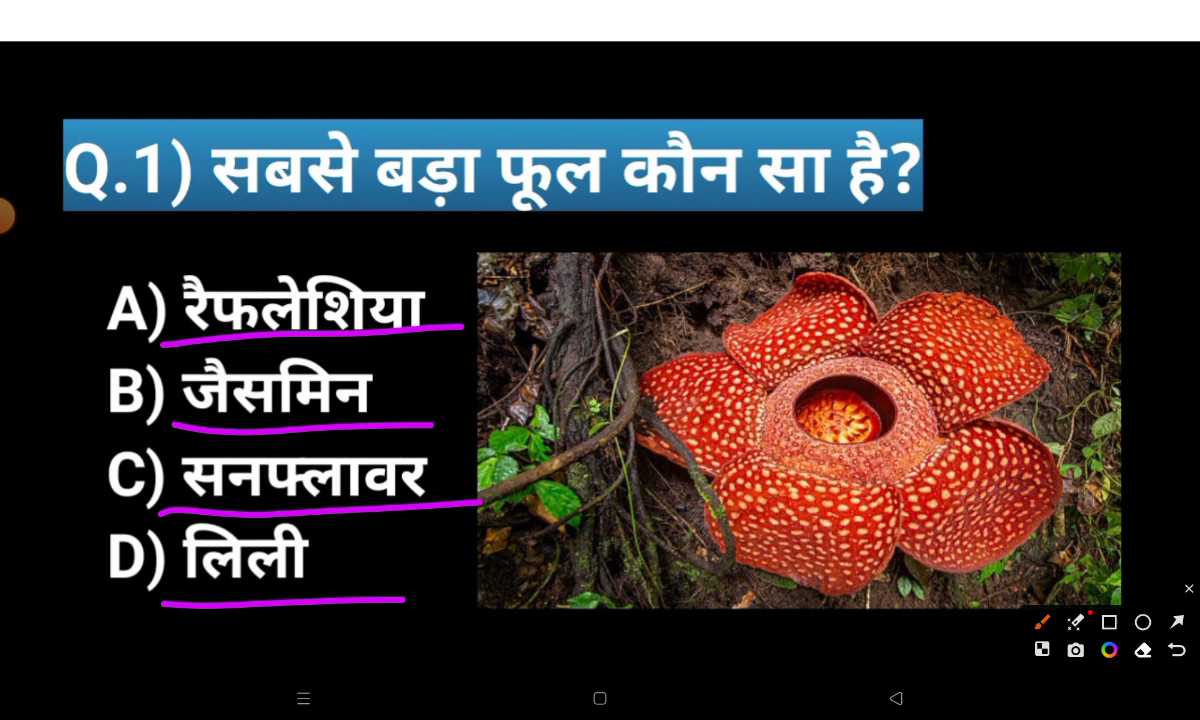 Q.1) सबसे बड़ा फूल कौन सा है?
A) रैफलेशिया
B) जैसमिन
C) सनफ्लावर
D) लिली